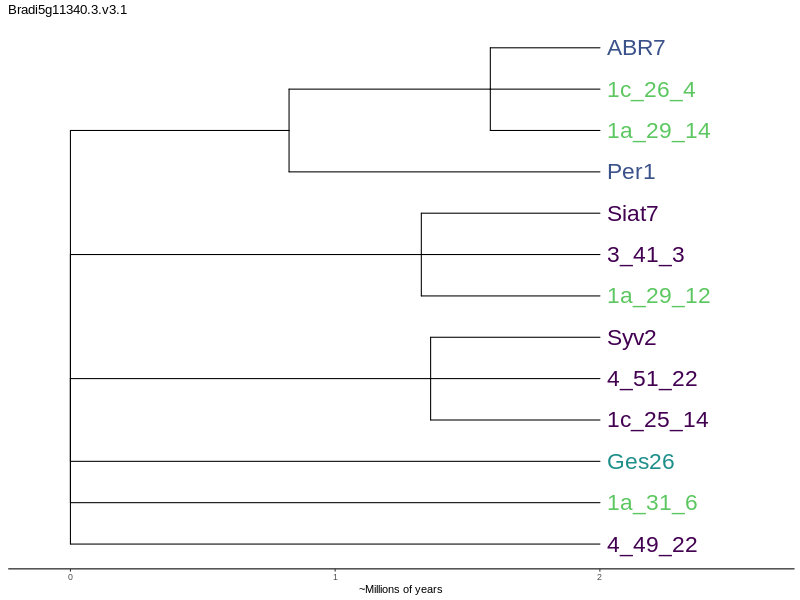 Bradi5g11340.3.v3.1
ABR7
1c_26_4
1a_29_14
Per1
Siat7
3_41_3
1a_29_12
Syv2
4_51_22
1c_25_14
Ges26
1a_31_6
4_49_22
0 1 2
~Millions of years